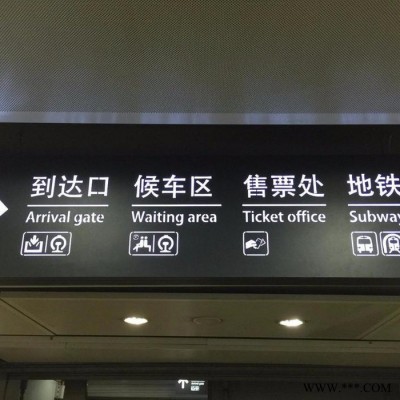 到达口 候车区 售票处 地铁
Arrival gate Waiting area Ticket office Subway
WWW.***.COM